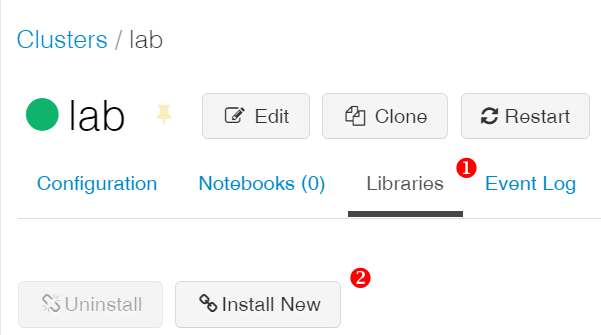 Clusters / lab
lab Edit Clone Restart
Configuration Notebooks (0) Libraries 1 Event Log
2
Uninstall Install New